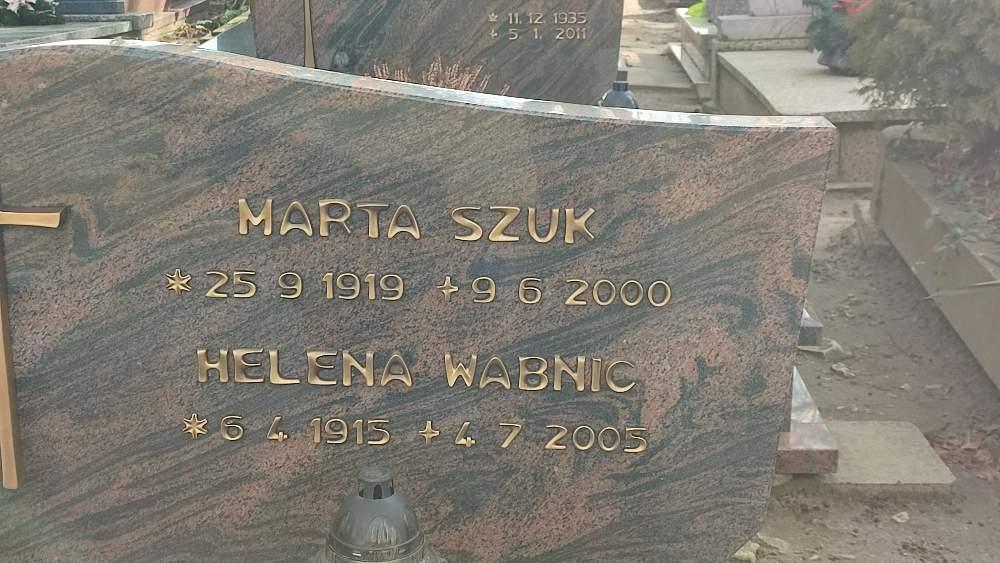 * 11. 12. 1935
+ 5. 1. 2011
MARTA SZUK
* 25 9 1919 + 9 6 2000
HELENA WABNIC
* 6 4 1915 + 4 7 2005